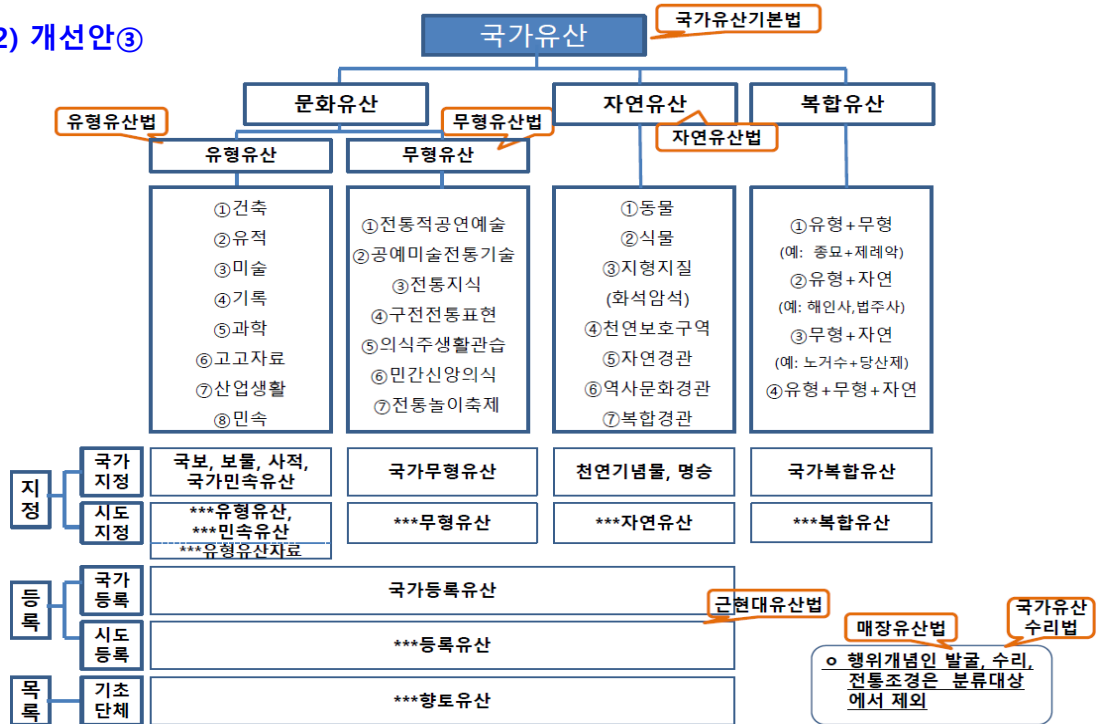 2) 개선안③
국가유산
국가유산기본법
문화유산
자연유산
복합유산
유형유산법
무형유산법
자연유산법
유형유산
무형유산
①건축
②유적
③미술
④기록
⑤과학
⑥고고자료
⑦산업생활
⑧민속
①전통적공연예술
②공예미술전통기술
③전통지식
④구전전통표현
⑤의식주생활관습
⑥민간신앙의식
⑦전통놀이축제
①동물
②식물
③지형지질
(화석암석)
④천연보호구역
⑤자연경관
⑥역사문화경관
⑦복합경관
①유형+무형
(예: 종묘+제례악)
②유형+자연
(예: 해인사,법주사)
③무형+자연
(예: 노거수+당산제)
④유형+무형+자연
지
정
국가
지정
국보, 보물, 사적,
국가민속유산
국가무형유산
천연기념물, 명승
국가복합유산
시도
지정
***유형유산,
***민속유산
***유형유산자료
***무형유산
***자연유산
***복합유산
등
록
국가
등록
국가등록유산
근현대유산법
시도
등록
***등록유산
목
록
기초
단체
***향토유산
매장유산법
국가유산
수리법
ο 행위개념인 발굴, 수리,
전통조경은 분류대상
에서 제외